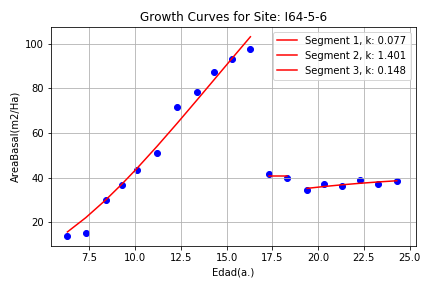 Growth Curves for Site: I64-5-6
Segment 1, k: 0.077
Segment 2, k: 1.401
Segment 3, k: 0.148
AreaBasal(m2/Ha)
100
80
60
40
20
7.5 10.0 12.5 15.0 17.5 20.0 22.5 25.0
Edad(a.)